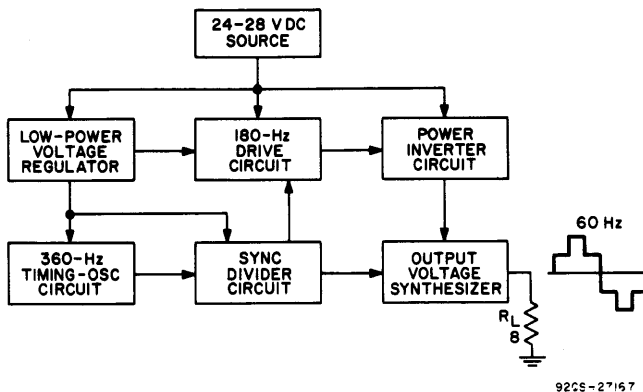 24-28 V DC
SOURCE
LOW-POWER
VOLTAGE
REGULATOR
180-Hz
DRIVE
CIRCUIT
POWER
INVERTER
CIRCUIT
360-Hz
TIMING-OSC
CIRCUIT
SYNC
DIVIDER
CIRCUIT
OUTPUT
VOLTAGE
SYNTHESIZER
60 Hz
RL
8
92CS-27167